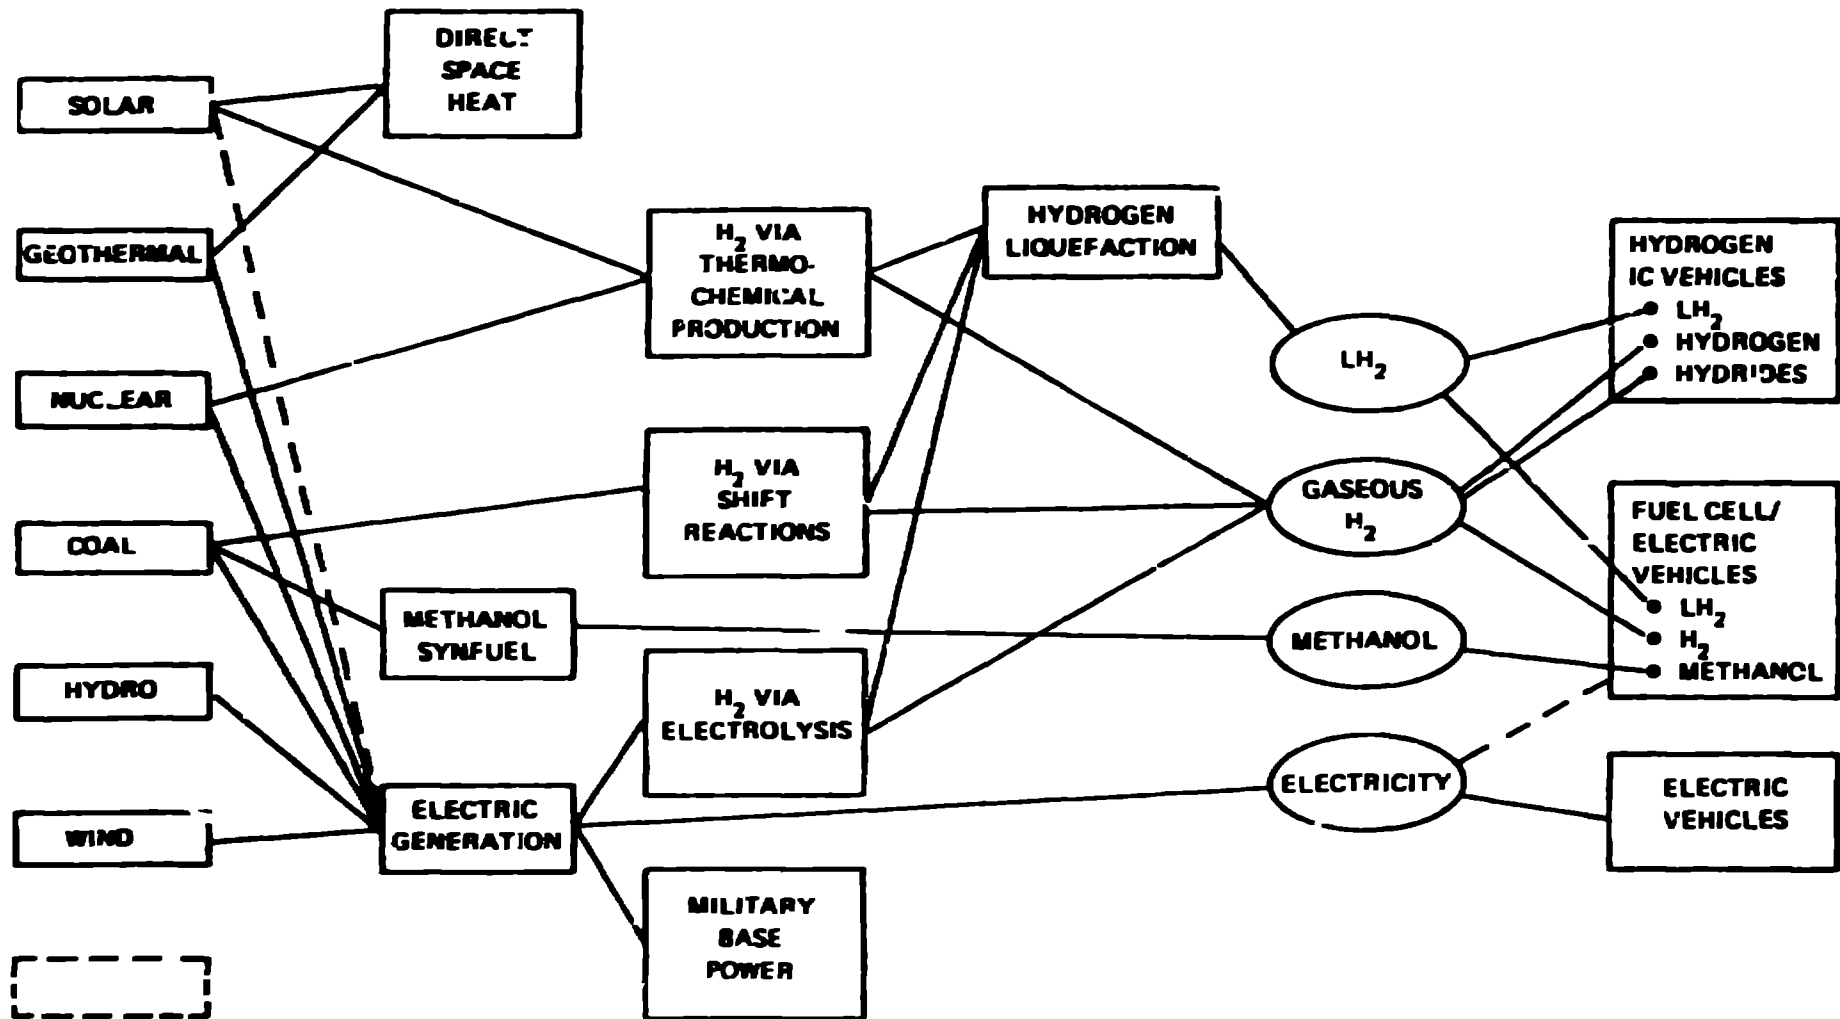 DIRECT
SPACE
HEAT
SOLAR
GEOTHERMAL
NUCLEAR
COAL
HYDRO
WIND
METHANOL
SYNFUEL
ELECTRIC
GENERATION
H2 VIA
THERMO-
CHEMICAL
PRODUCTION
H2 VIA
SHIFT
REACTIONS
H2 VIA
ELECTROLYSIS
MILITARY
BASE
POWER
HYDROGEN
LIQUEFACTION
LH2
GASEOUS
H2
METHANOL
ELECTRICITY
HYDROGEN
IC VEHICLES
• LH2
• HYDROGEN
• HYDRIDES
FUEL CELL/
ELECTRIC
VEHICLES
• LH2
• H2
• METHANOL
ELECTRIC
VEHICLES